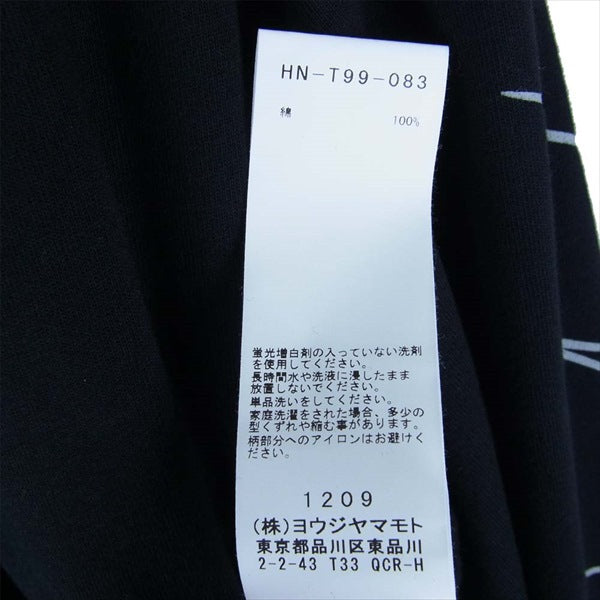 HN-T99-083
綿 100%
蛍光増白剤の入っていない洗剤
を使用してください。
長時間水や洗液に浸したまま
放置しないでください。
単品洗いをしてください。
家庭洗濯をされた場合、多少の
型くずれや縮む事があります。
柄部分へのアイロンはお避けく
ださい。
1209
(株)ヨウジヤマモト
東京都品川区東品川
2-2-43 T33 QCR-H